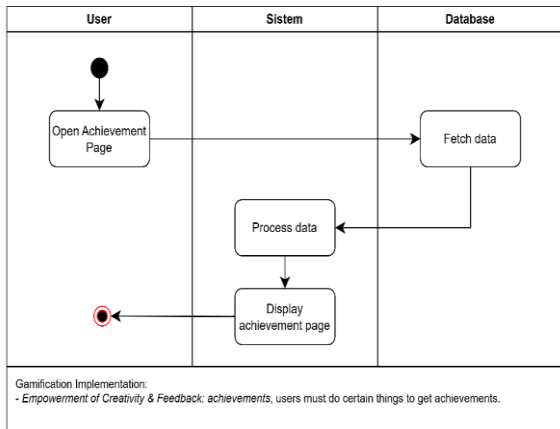 User
Sistem
Database
Open Achievement
Page
Fetch data
Process data
Display
achievement page
Gamification Implementation:
- Empowerment of Creativity & Feedback: achievements, users must do certain things to get achievements.